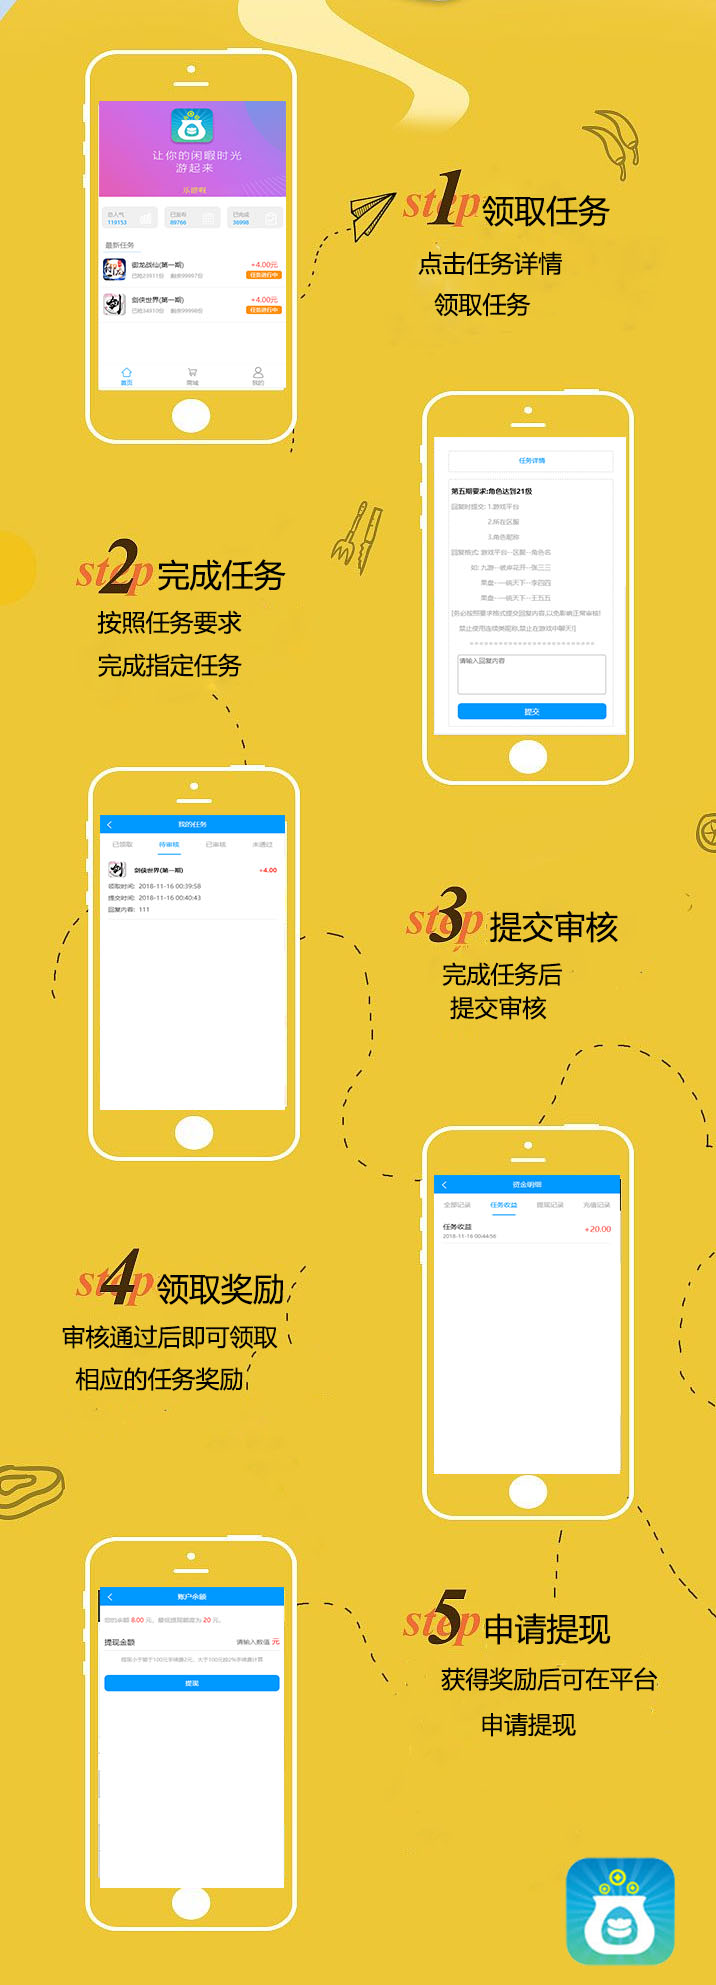 让你的闲暇时光
游起来
乐游啦
总人气
119153
已发布
89766
已完成
36998
最新任务
御龙战仙(第一期)
+4.00元
已抢23911份 剩余99997份
任务进行中
剑侠世界(第一期)
+4.00元
已抢34910份 剩余99998份
任务进行中
首页
商城
我的
step 1 领取任务
点击任务详情
领取任务
任务详情
第五期要求:角色达到21级
回复时提交: 1.游戏平台
2.所在区服
3.角色昵称
回复格式: 游戏平台--区服--角色名
如: 九游--彼岸花开--张三三
果盘--一统天下--李四四
果盘--一统天下--王五五
[务必按照要求格式提交回复内容,以免影响正常审核!
禁止使用连续类昵称,禁止在游戏中聊天!]
==========================
请输入回复内容
提交
step 2 完成任务
按照任务要求
完成指定任务
我的任务
已领取
待审核
已审核
未通过
剑侠世界(第一期)
+4.00
领取时间: 2018-11-16 00:39:58
提交时间: 2018-11-16 00:40:43
回复内容: 111
step 3 提交审核
完成任务后
提交审核
资金明细
全部记录
任务收益
提现记录
充值记录
任务收益
+20.00
2018-11-16 00:44:56
step 4 领取奖励
审核通过后即可领取
相应的任务奖励
账户余额
您的余额 8.00 元，最低提现额度为 20 元。
提现金额
请输入数值 元
提现小于等于100元手续费2元，大于100元按2%手续费计算
提现
step 5 申请提现
获得奖励后可在平台
申请提现